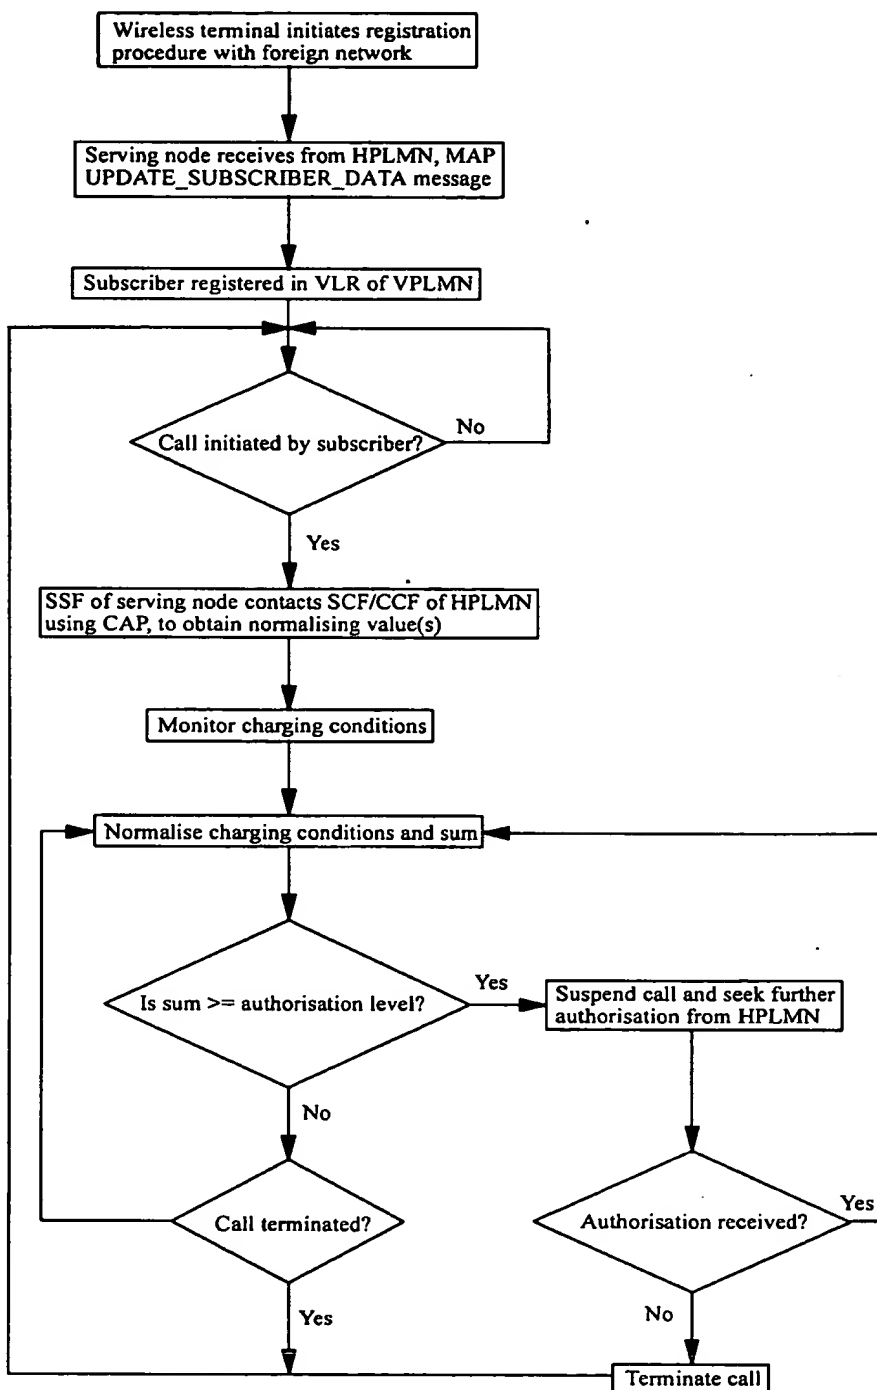 Wireless terminal initiates registration
procedure with foreign network
Serving node receives from HPLMN, MAP
UPDATE_SUBSCRIBER_DATA message
Subscriber registered in VLR of VPLMN
Call initiated by subscriber?
No
Yes
SSF of serving node contacts SCF/CCF of HPLMN
using CAP, to obtain normalising value(s)
Monitor charging conditions
Normalise charging conditions and sum
Is sum >= authorisation level?
Yes
Suspend call and seek further
authorisation from HPLMN
No
Call terminated?
Authorisation received?
Yes
Yes
No
Terminate call